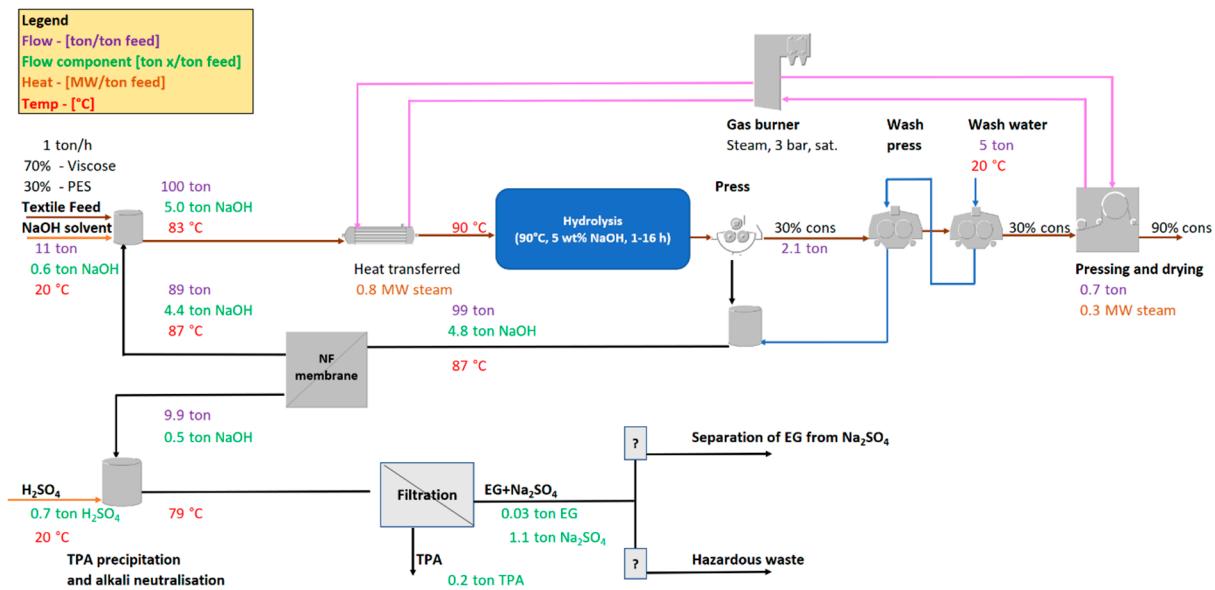 Legend
Flow - [ton/ton feed]
Flow component [ton x/ton feed]
Heat - [MW/ton feed]
Temp - [°C]
Gas burner
Steam, 3 bar, sat.
Wash
press
Wash water
5 ton
20 °C
1 ton/h
70% - Viscose
30% - PES
Textile Feed
NaOH solvent
11 ton
0.6 ton NaOH
20 °C
100 ton
5.0 ton NaOH
83 °C
Heat transferred
0.8 MW steam
90 °C
Hydrolysis
(90°C, 5 wt% NaOH, 1-16 h)
Press
30% cons
2.1 ton
30% cons
90% cons
Pressing and drying
0.7 ton
0.3 MW steam
89 ton
4.4 ton NaOH
87 °C
NF
membrane
99 ton
4.8 ton NaOH
87 °C
9.9 ton
0.5 ton NaOH
H₂SO₄
0.7 ton H₂SO₄
20 °C
79 °C
TPA precipitation
and alkali neutralisation
Filtration
TPA
0.2 ton TPA
EG+Na₂SO₄
0.03 ton EG
1.1 ton Na₂SO₄
?
Separation of EG from Na₂SO₄
?
Hazardous waste